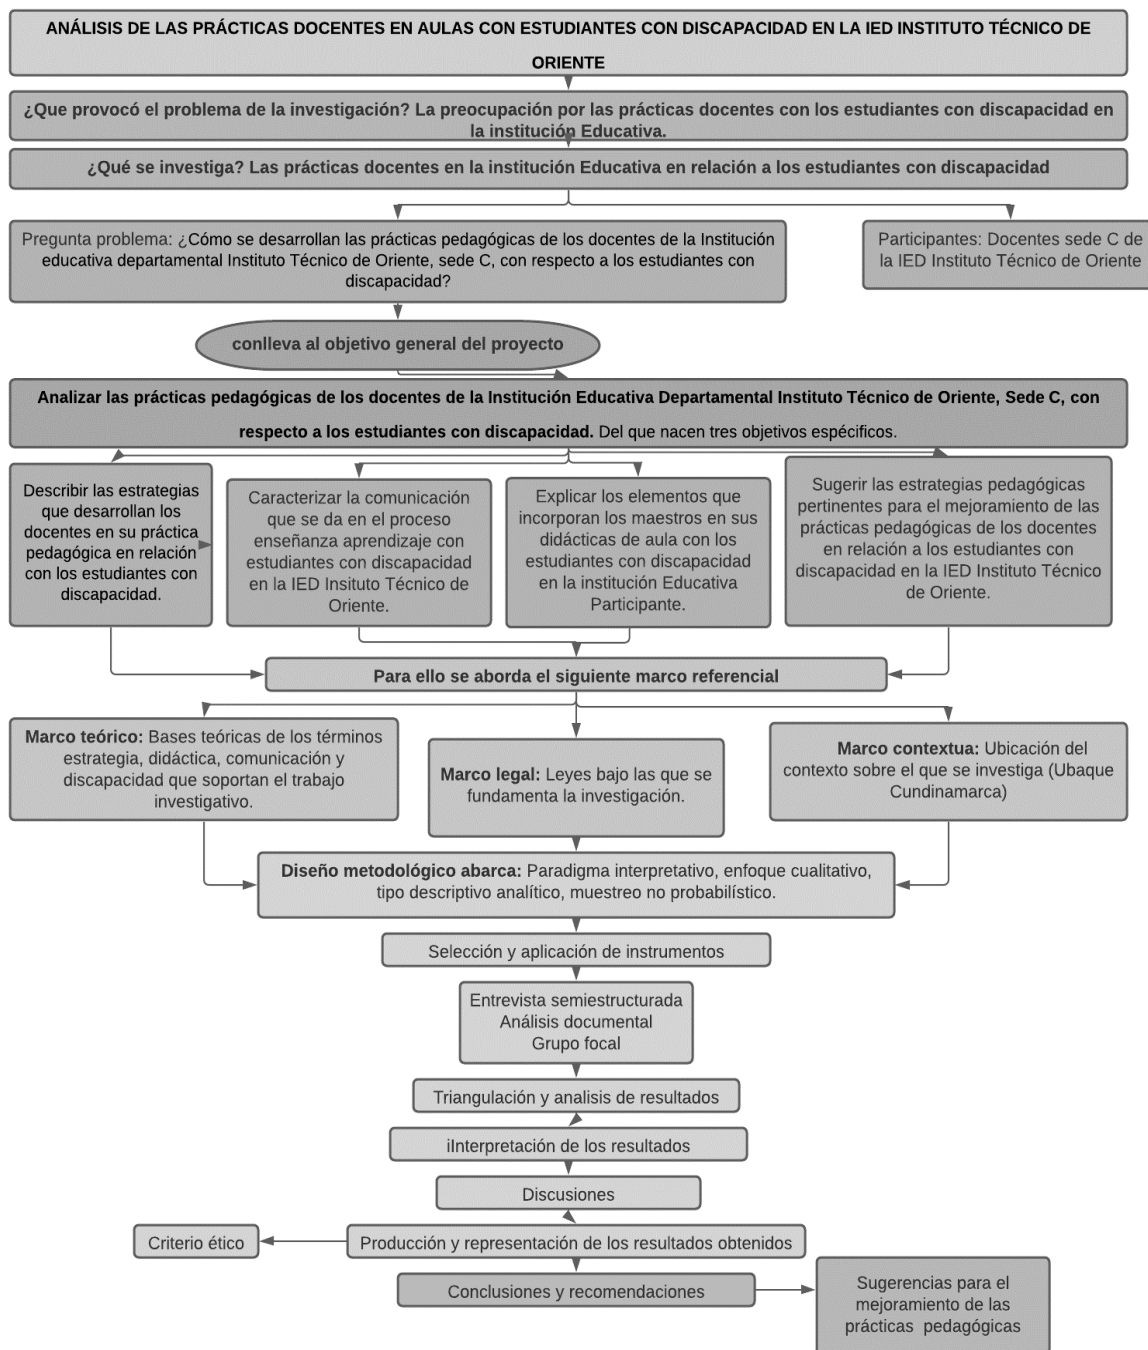 ANÁLISIS DE LAS PRÁCTICAS DOCENTES EN AULAS CON ESTUDIANTES CON DISCAPACIDAD EN LA IED INSTITUTO TÉCNICO DE
ORIENTE
¿Que provocó el problema de la investigación? La preocupación por las prácticas docentes con los estudiantes con discapacidad en
la institución Educativa.
¿Qué se investiga? Las prácticas docentes en la institución Educativa en relación a los estudiantes con discapacidad
Pregunta problema: ¿Cómo se desarrollan las prácticas pedagógicas de los docentes de la Institución
educativa departamental Instituto Técnico de Oriente, sede C, con respecto a los estudiantes con
discapacidad?
Participantes: Docentes sede C de
la IED Instituto Técnico de Oriente
conlleva al objetivo general del proyecto
Analizar las prácticas pedagógicas de los docentes de la Institución Educativa Departamental Instituto Técnico de Oriente, Sede C, con
respecto a los estudiantes con discapacidad. Del que nacen tres objetivos espécificos.
Describir las estrategias
que desarrollan los
docentes en su práctica
pedagógica en relación
con los estudiantes con
discapacidad.
Caracterizar la comunicación
que se da en el proceso
enseñanza aprendizaje con
estudiantes con discapacidad
en la IED Insituto Técnico de
Oriente.
Explicar los elementos que
incorporan los maestros en sus
didácticas de aula con los
estudiantes con discapacidad
en la institución Educativa
Participante.
Sugerir las estrategias pedagógicas
pertinentes para el mejoramiento de las
prácticas pedagógicas de los docentes
en relación a los estudiantes con
discapacidad en la IED Instituto Técnico
de Oriente.
Para ello se aborda el siguiente marco referencial
Marco teórico: Bases teóricas de los términos
estrategia, didáctica, comunicación y
discapacidad que soportan el trabajo
investigativo.
Marco legal: Leyes bajo las que se
fundamenta la investigación.
Marco contextua: Ubicación del
contexto sobre el que se investiga (Ubaque
Cundinamarca)
Diseño metodológico abarca: Paradigma interpretativo, enfoque cualitativo,
tipo descriptivo analítico, muestreo no probabilístico.
Selección y aplicación de instrumentos
Entrevista semiestructurada
Análisis documental
Grupo focal
Triangulación y analisis de resultados
iInterpretación de los resultados
Discusiones
Criterio ético
Producción y representación de los resultados obtenidos
Conclusiones y recomendaciones
Sugerencias para el
mejoramiento de las
prácticas pedagógicas